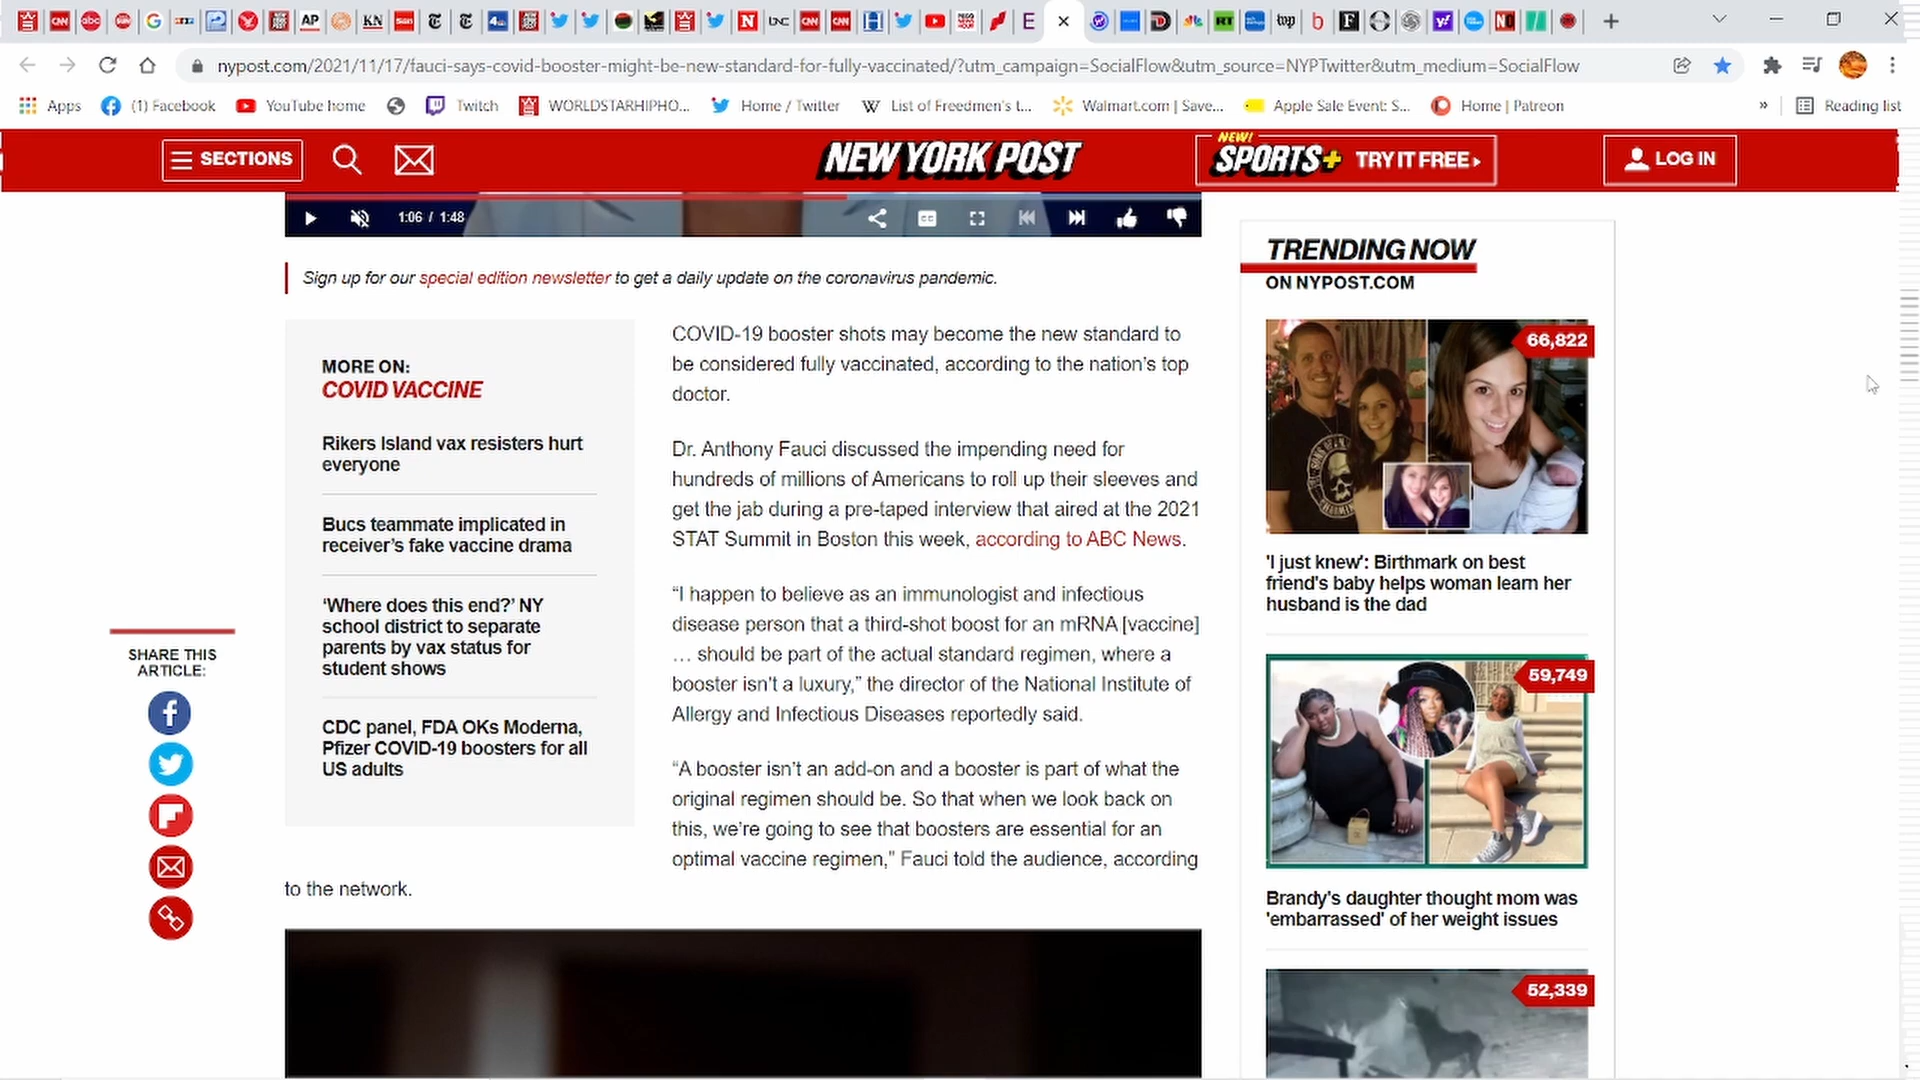 nypost.com/2021/11/17/fauci-says-covid-booster-might-be-new-standard-for-fully-vaccinated/?utm_campaign=SocialFlow&utm_source=NYPTwitter&utm_medium=SocialFlow
Apps (1) Facebook YouTube home Twitch WORLDSTARHIPHO... Home / Twitter List of Freedmen's t... Walmart.com | Save... Apple Sale Event: S... Home | Patreon » Reading list
SECTIONS
NEW YORK POST
NEW!
SPORTS+ TRY IT FREE
LOG IN
1:06 / 1:48
Sign up for our special edition newsletter to get a daily update on the coronavirus pandemic.
MORE ON:
COVID VACCINE
Rikers Island vax resisters hurt
everyone
Bucs teammate implicated in
receiver's fake vaccine drama
‘Where does this end?’ NY
school district to separate
parents by vax status for
student shows
CDC panel, FDA OKs Moderna,
Pfizer COVID-19 boosters for all
US adults
SHARE THIS
ARTICLE:
COVID-19 booster shots may become the new standard to
be considered fully vaccinated, according to the nation’s top
doctor.
Dr. Anthony Fauci discussed the impending need for
hundreds of millions of Americans to roll up their sleeves and
get the jab during a pre-taped interview that aired at the 2021
STAT Summit in Boston this week, according to ABC News.
“I happen to believe as an immunologist and infectious
disease person that a third-shot boost for an mRNA [vaccine]
… should be part of the actual standard regimen, where a
booster isn’t a luxury,” the director of the National Institute of
Allergy and Infectious Diseases reportedly said.
“A booster isn’t an add-on and a booster is part of what the
original regimen should be. So that when we look back on
this, we’re going to see that boosters are essential for an
optimal vaccine regimen,” Fauci told the audience, according
to the network.
TRENDING NOW
ON NYPOST.COM
66,822
'I just knew': Birthmark on best
friend's baby helps woman learn her
husband is the dad
59,749
Brandy's daughter thought mom was
'embarrassed' of her weight issues
52,339